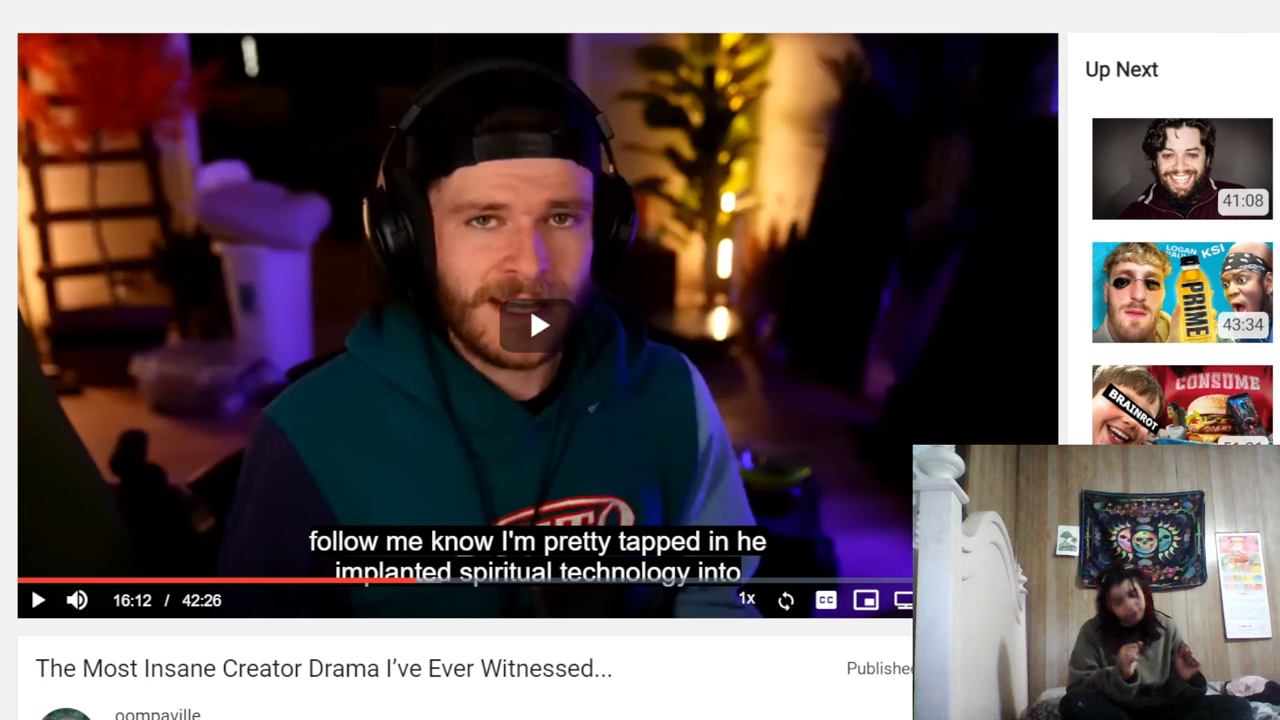 Up Next
41:08
LOGAN PAUL KSI
PRIME
43:34
CONSUME
BRAINROT
follow me know I'm pretty tapped in he
implanted spiritual technology into
16:12 / 42:26
1x
CC
The Most Insane Creator Drama I’ve Ever Witnessed...
Published
oompaville